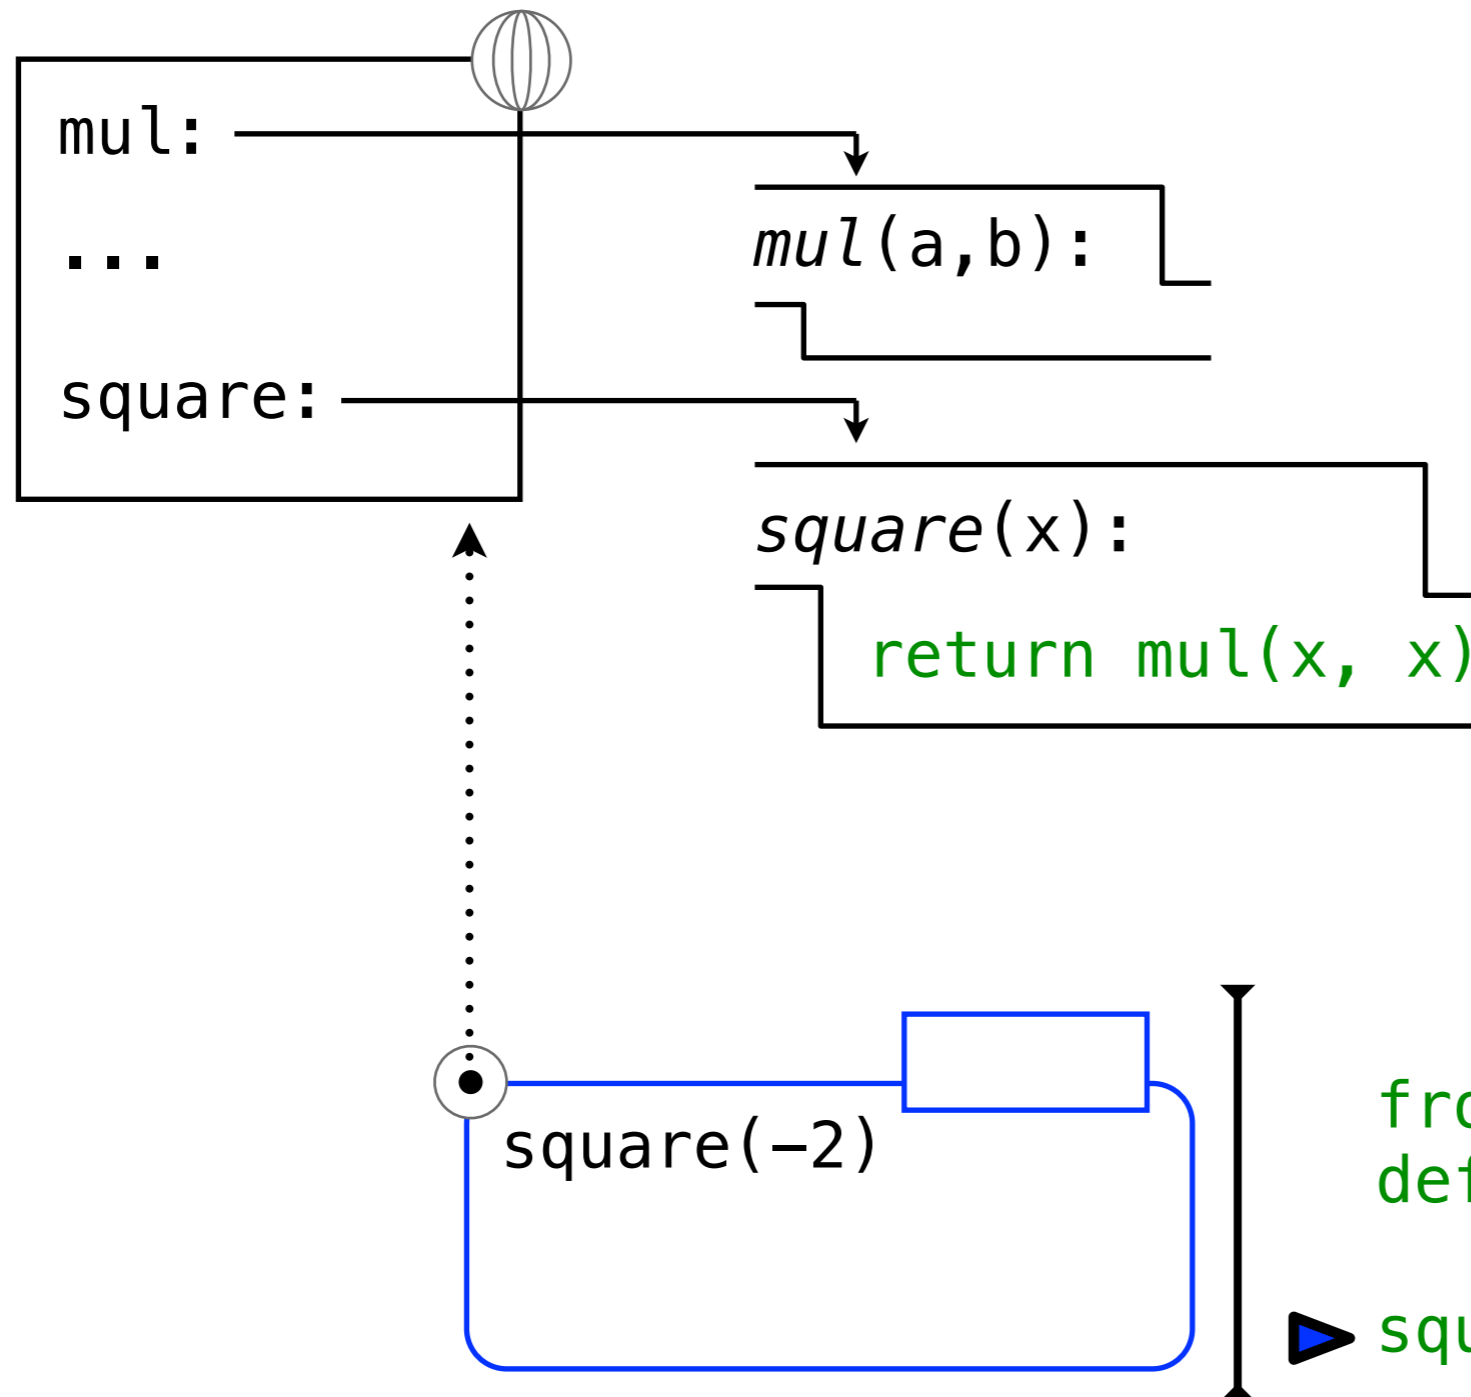 mul:
...
square:
mul(a,b):
square(x):
return mul(x, x)
square(−2)